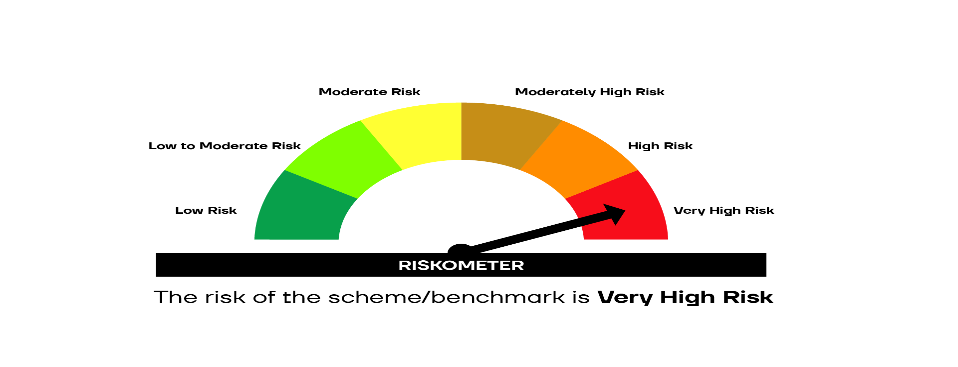 Moderate Risk
Moderately High Risk
Low to Moderate Risk
High Risk
Low Risk
Very High Risk
RISKOMETER
The risk of the scheme/benchmark is Very High Risk